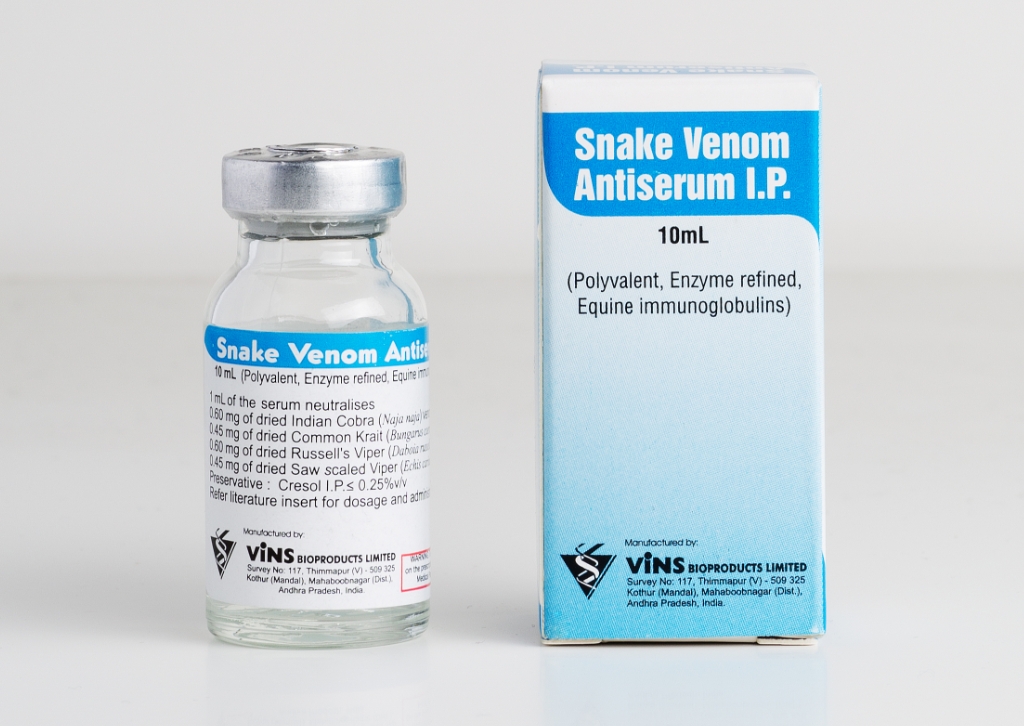 Snake Venom Antise
10 mL (Polyvalent, Enzyme refined, Equine
1 mL of the serum neutralises
0.60 mg of dried Indian Cobra (Naja naja)
0.45 mg of dried Common Krait (Bungarus
0.60 mg of dried Russell's Viper (Daboia
0.45 mg of dried Saw scaled Viper (Echis
Preservative : Cresol I.P.≤ 0.25%v/v
Refer literature insert for dosage and
Manufactured by:
ViNS BIOPRODUCTS LIMITED
Survey No: 117, Thimmapur (V) - 509 325
Kothur (Mandal), Mahaboobnagar (Dist.),
Andhra Pradesh, India.
WARNING
on the
Snake Venom
Antiserum I.P.
10mL
(Polyvalent, Enzyme refined,
Equine immunoglobulins)
Manufactured by:
ViNS BIOPRODUCTS LIMITED
Survey No: 117, Thimmapur (V) - 509 325
Kothur (Mandal), Mahaboobnagar (Dist.),
Andhra Pradesh, India.